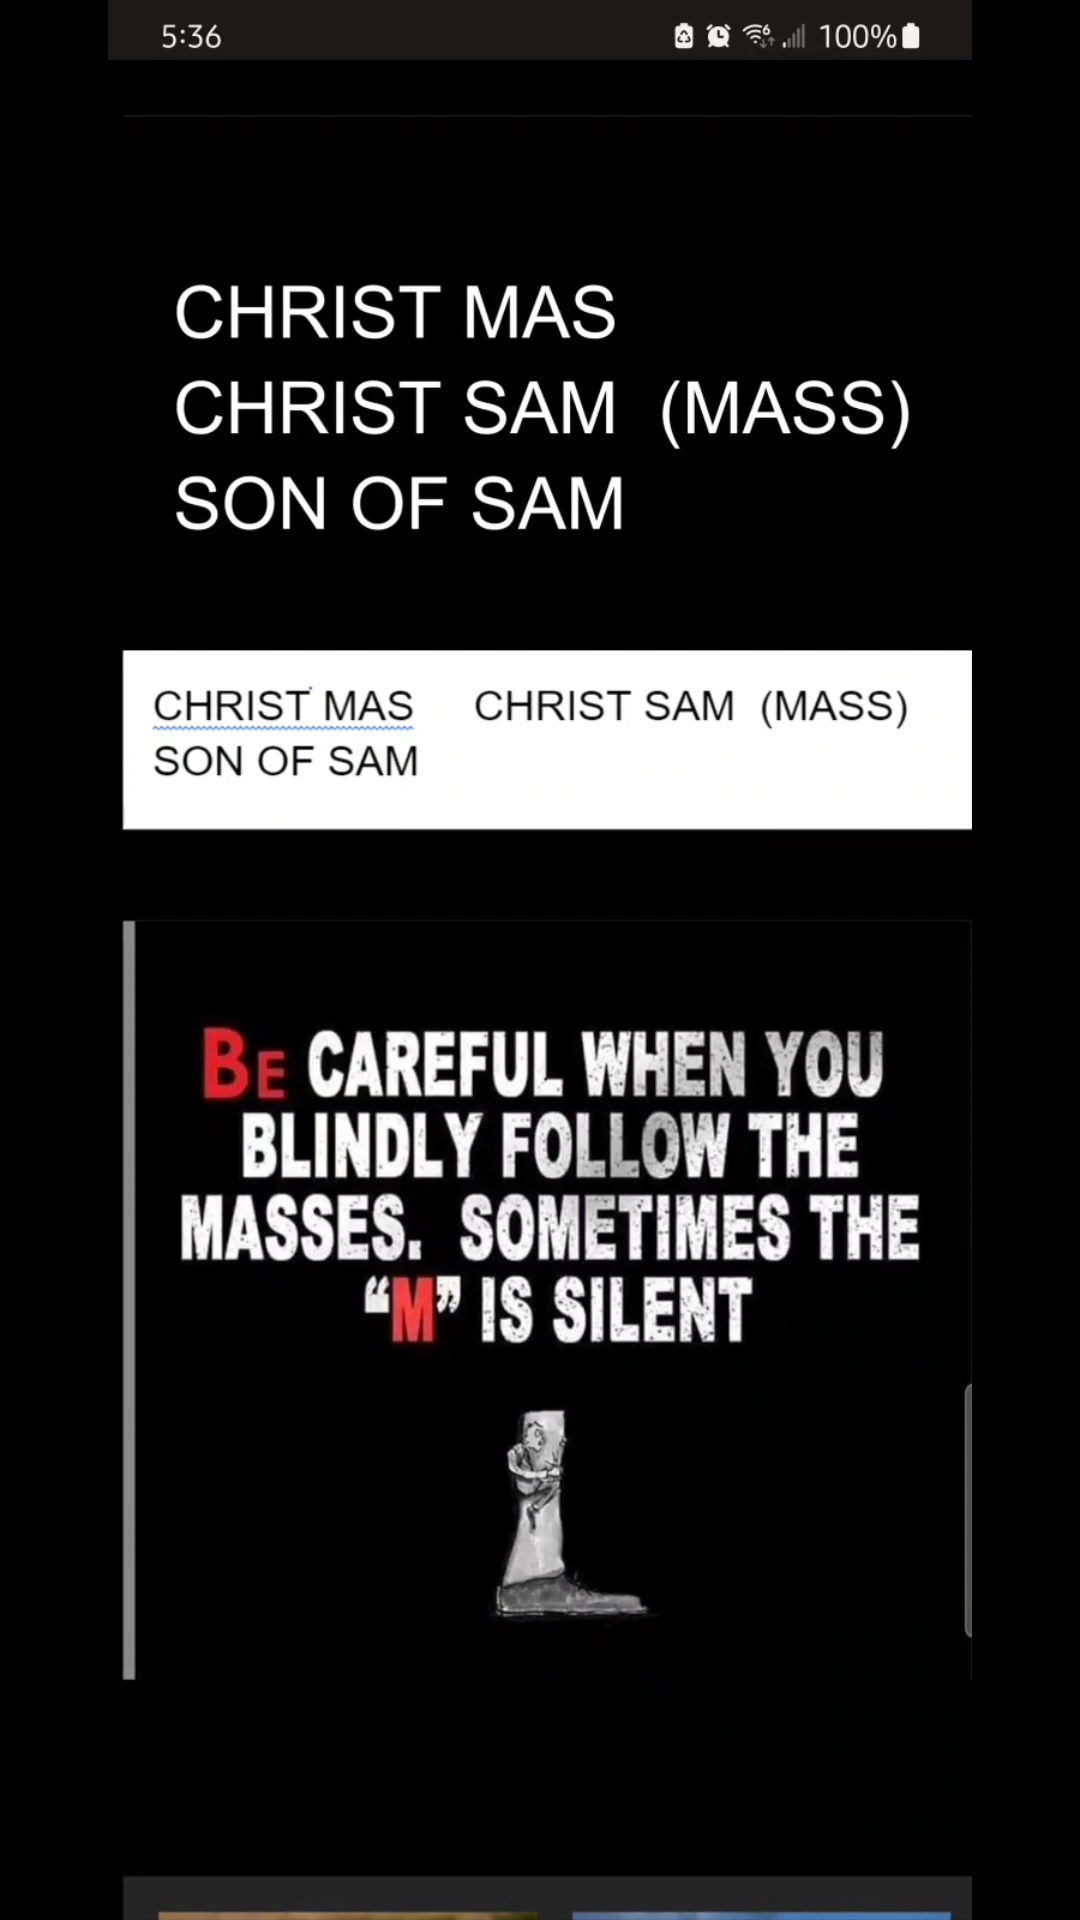 5:36
100%
CHRIST MAS
CHRIST SAM (MASS)
SON OF SAM
CHRIST MAS CHRIST SAM (MASS)
SON OF SAM
BE CAREFUL WHEN YOU
BLINDLY FOLLOW THE
MASSES. SOMETIMES THE
“M” IS SILENT